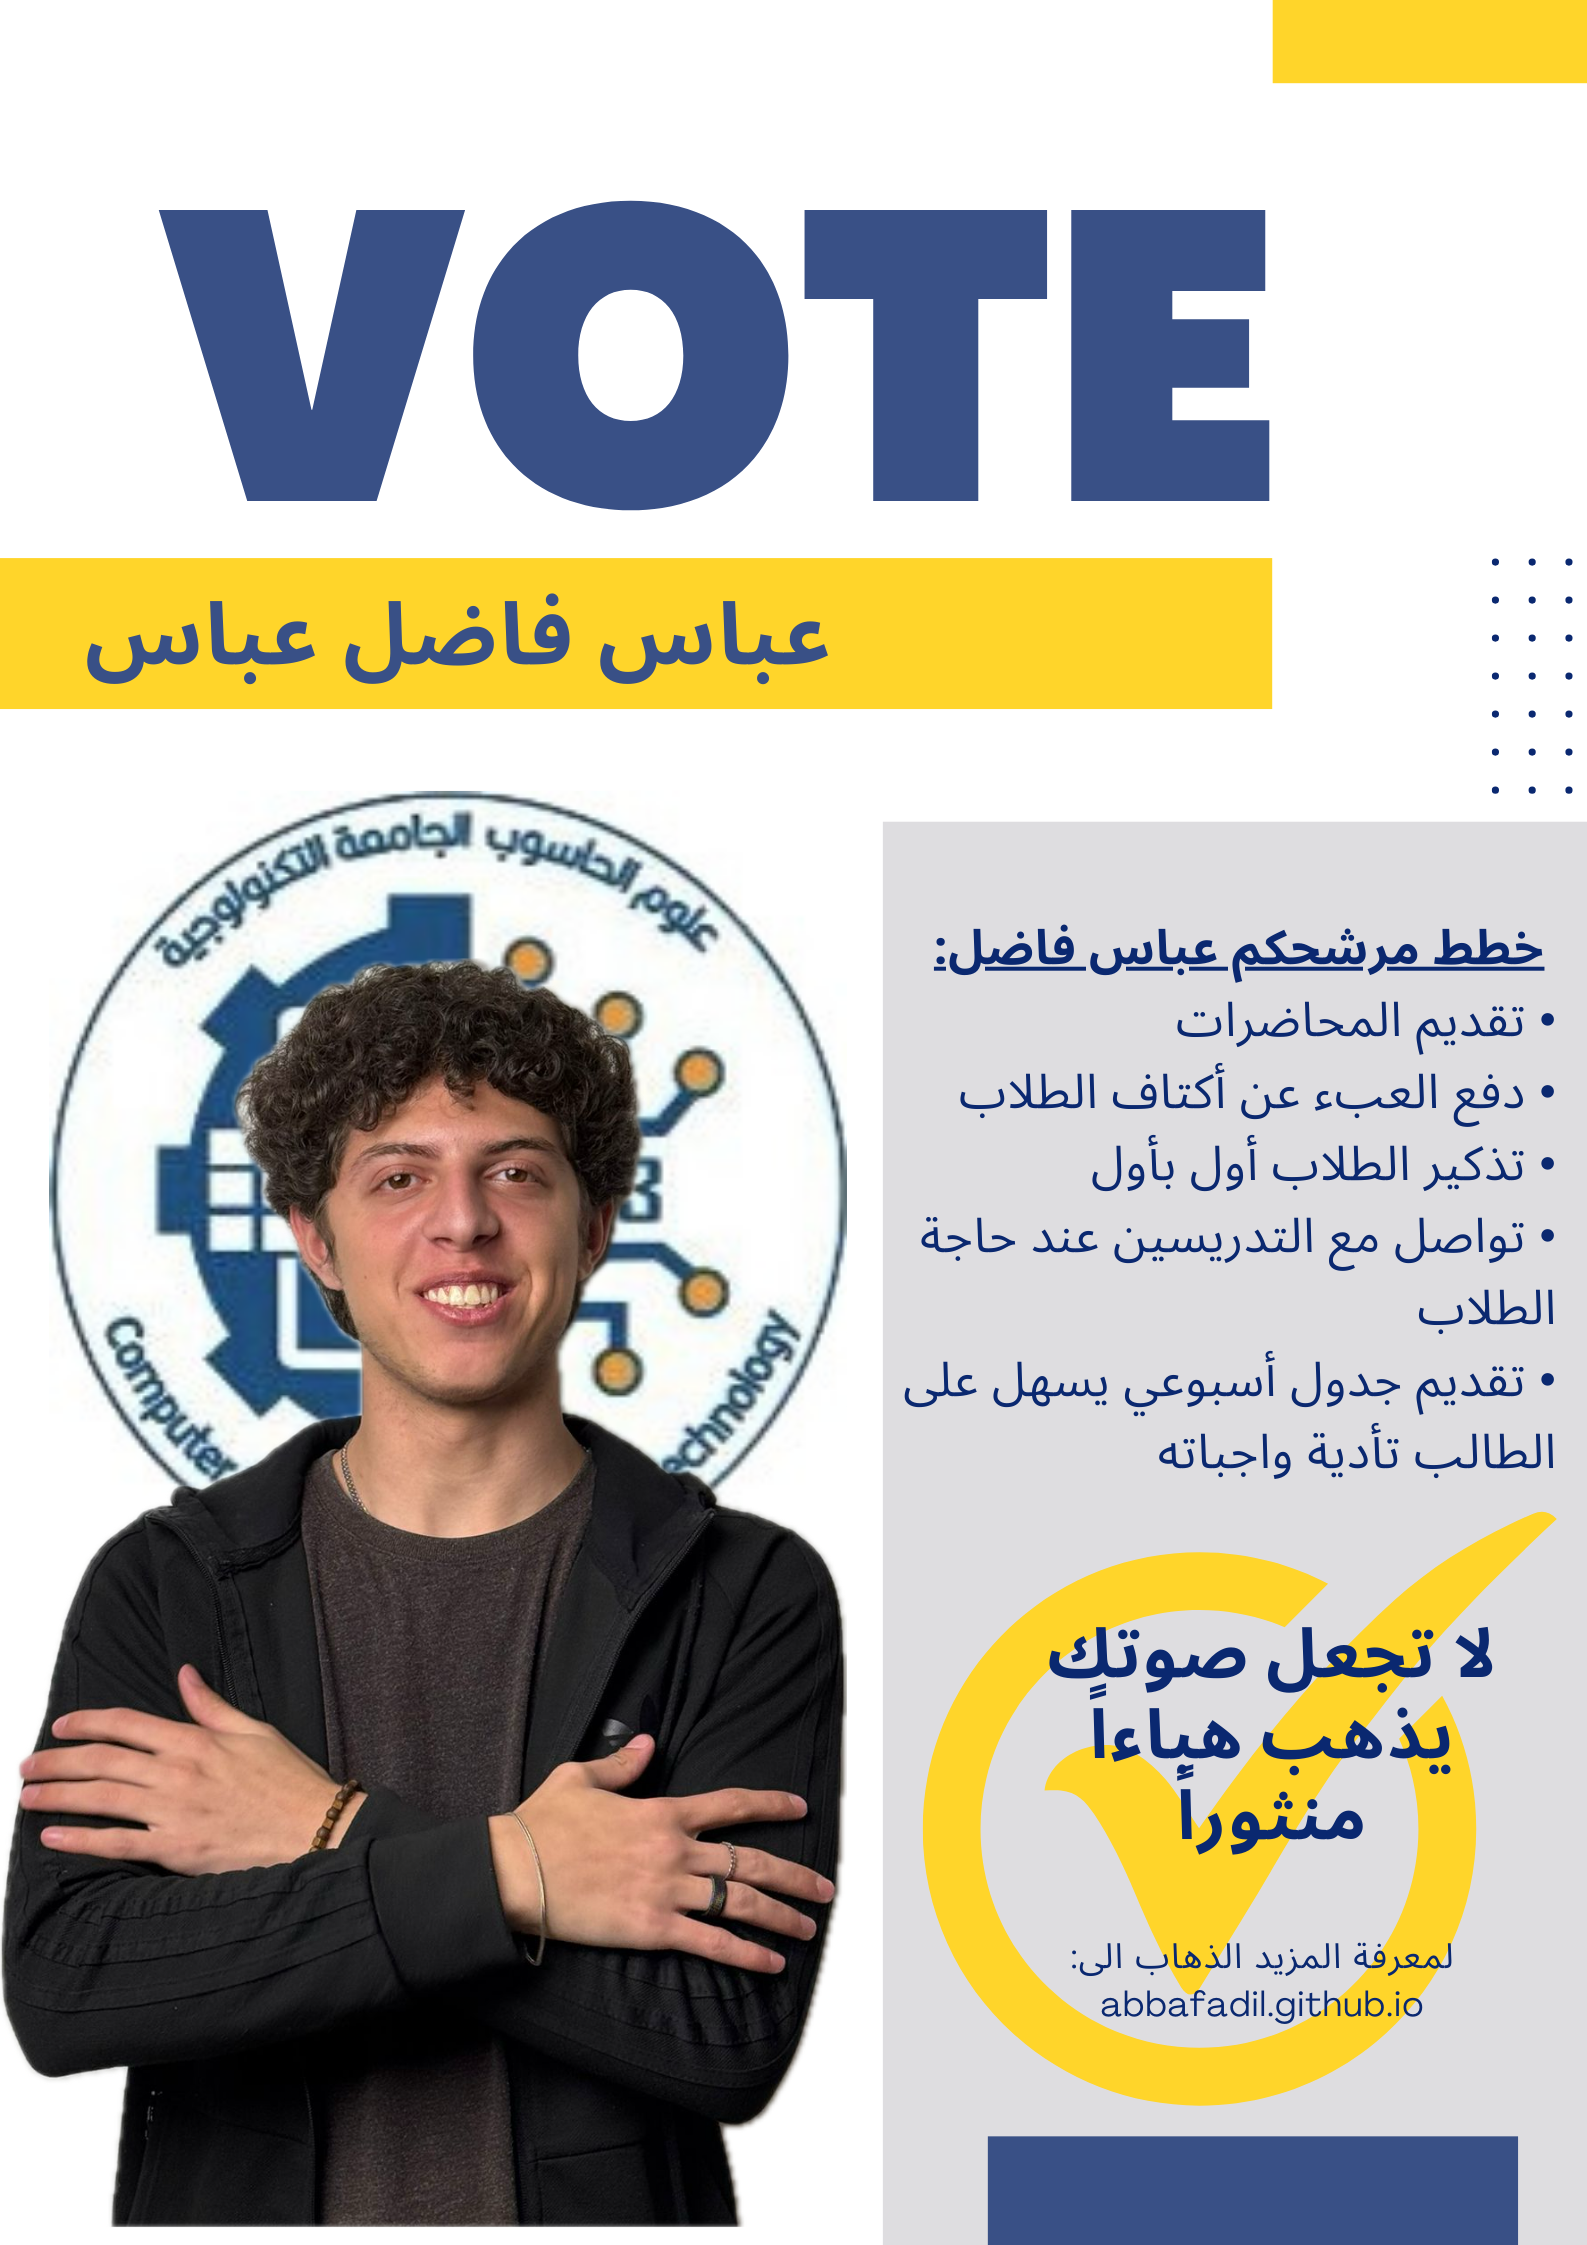 VOTE
عباس فاضل عباس
علوم الحاسوب الجامعة التكنولوجية
Computer
echnology
خطط مرشحكم عباس فاضل:
• تقديم المحاضرات
• دفع العبء عن أكتاف الطلاب
• تذكير الطلاب أول بأول
• تواصل مع التدريسين عند حاجة
الطلاب
• تقديم جدول أسبوعي يسهل على
الطالب تأدية واجباته
لا تجعل صوتك
يذهب هباءاً
منثوراً
لمعرفة المزيد الذهاب الى:
abbafadil.github.io